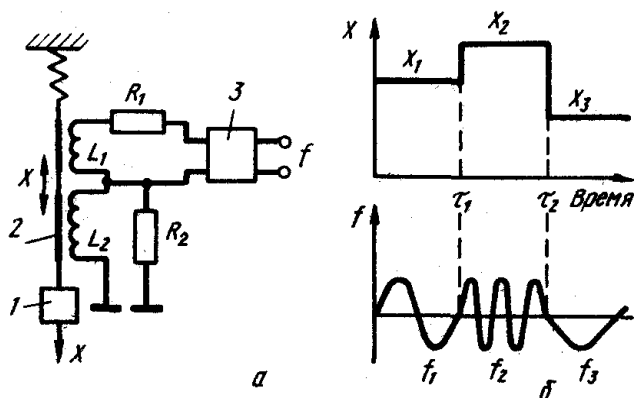 R₁
3
f
L₁
X
2
L₂
R₂
1
X
а
X
X₁
X₂
X₃
τ₁
τ₂
Время
f
f₁
f₂
f₃
б